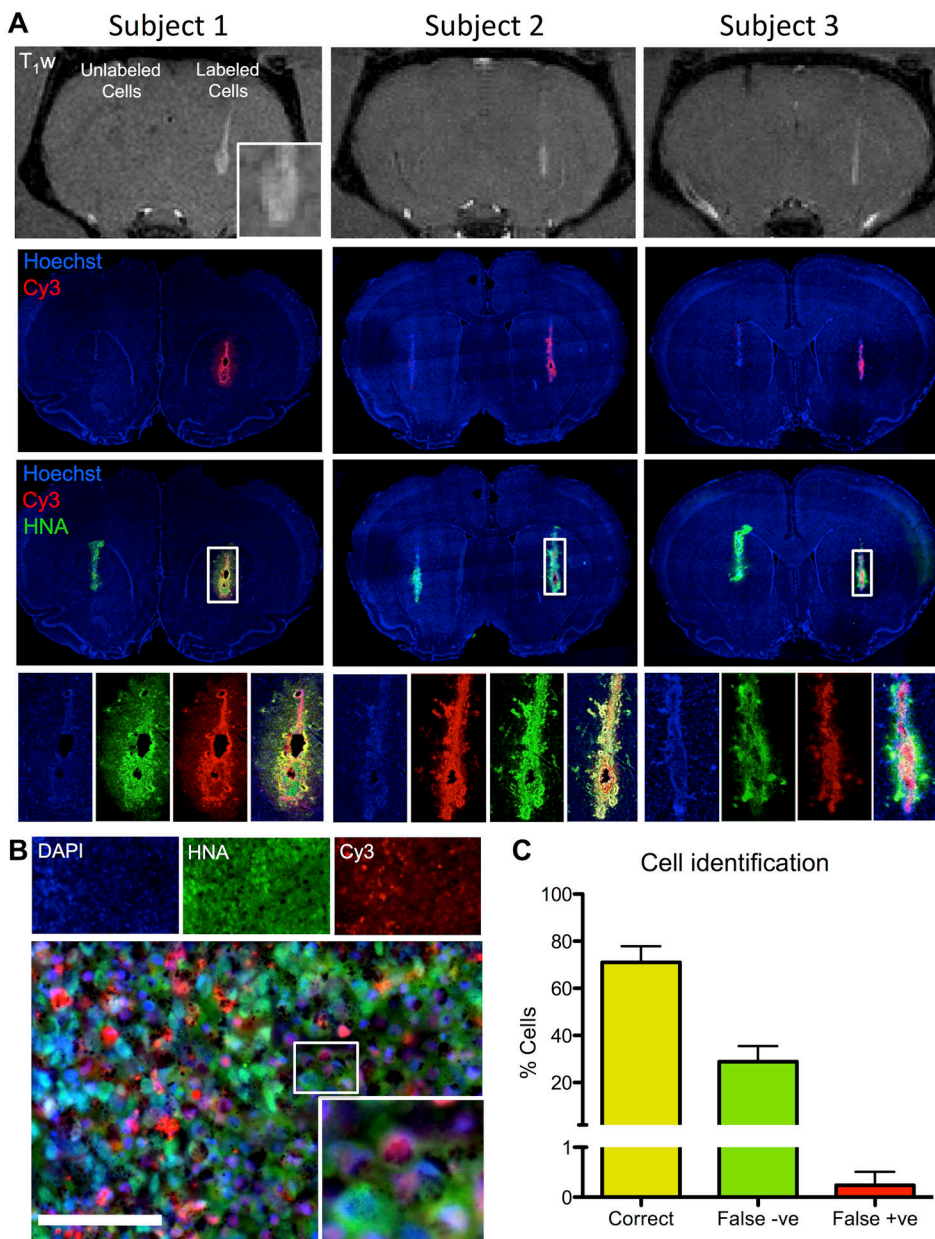 A
Subject 1
Subject 2
Subject 3
T1w
Unlabeled Cells
Labeled Cells
Hoechst
Cy3
Hoechst
Cy3
HNA
B
DAPI
HNA
Cy3
C
Cell identification
% Cells
100
80
60
40
20
1
0
Correct
False -ve
False +ve